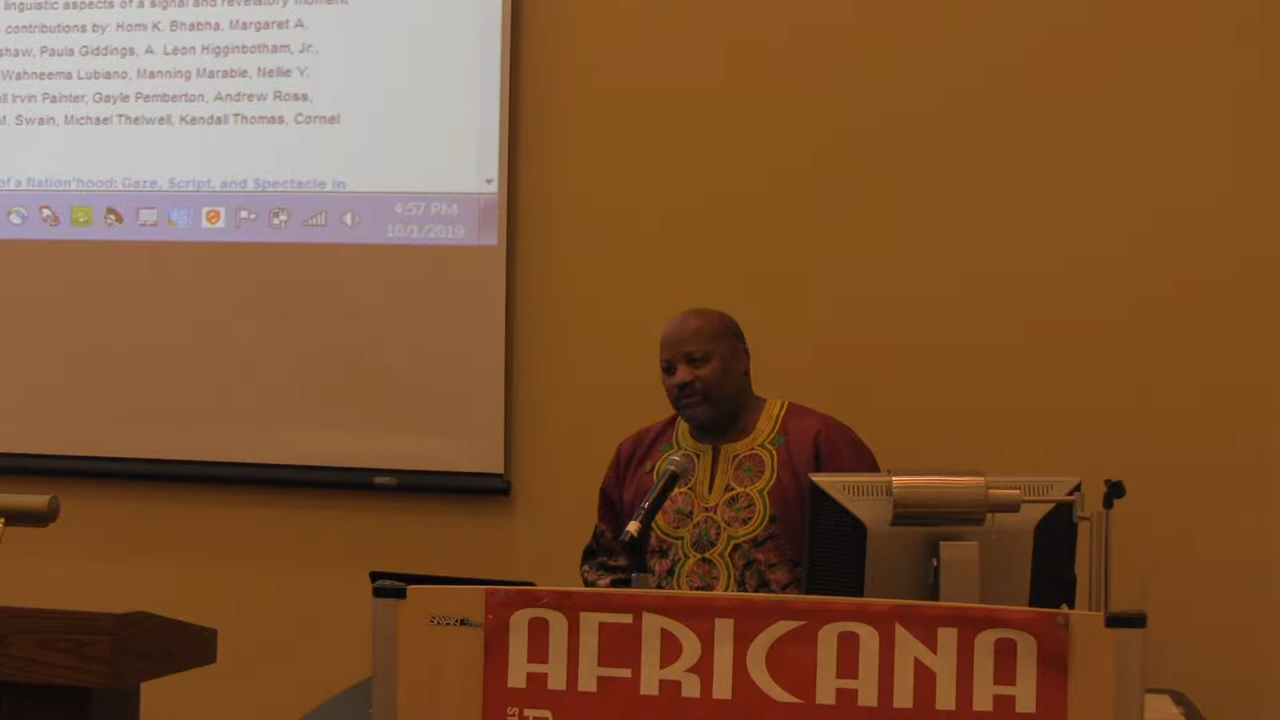 linguistic aspects of a signal and revelatory moment
contributions by: Homi K. Bhabha, Margaret A.
shaw, Paula Giddings, A. Leon Higginbotham, Jr.,
Wahneema Lubiano, Manning Marable, Nellie Y.
ll Irvin Painter, Gayle Pemberton, Andrew Ross,
M. Swain, Michael Thelwell, Kendall Thomas, Cornel
of a Nation'hood: Gaze, Script, and Spectacle in
4:57 PM
10/1/2019
SMART
AFRICANA